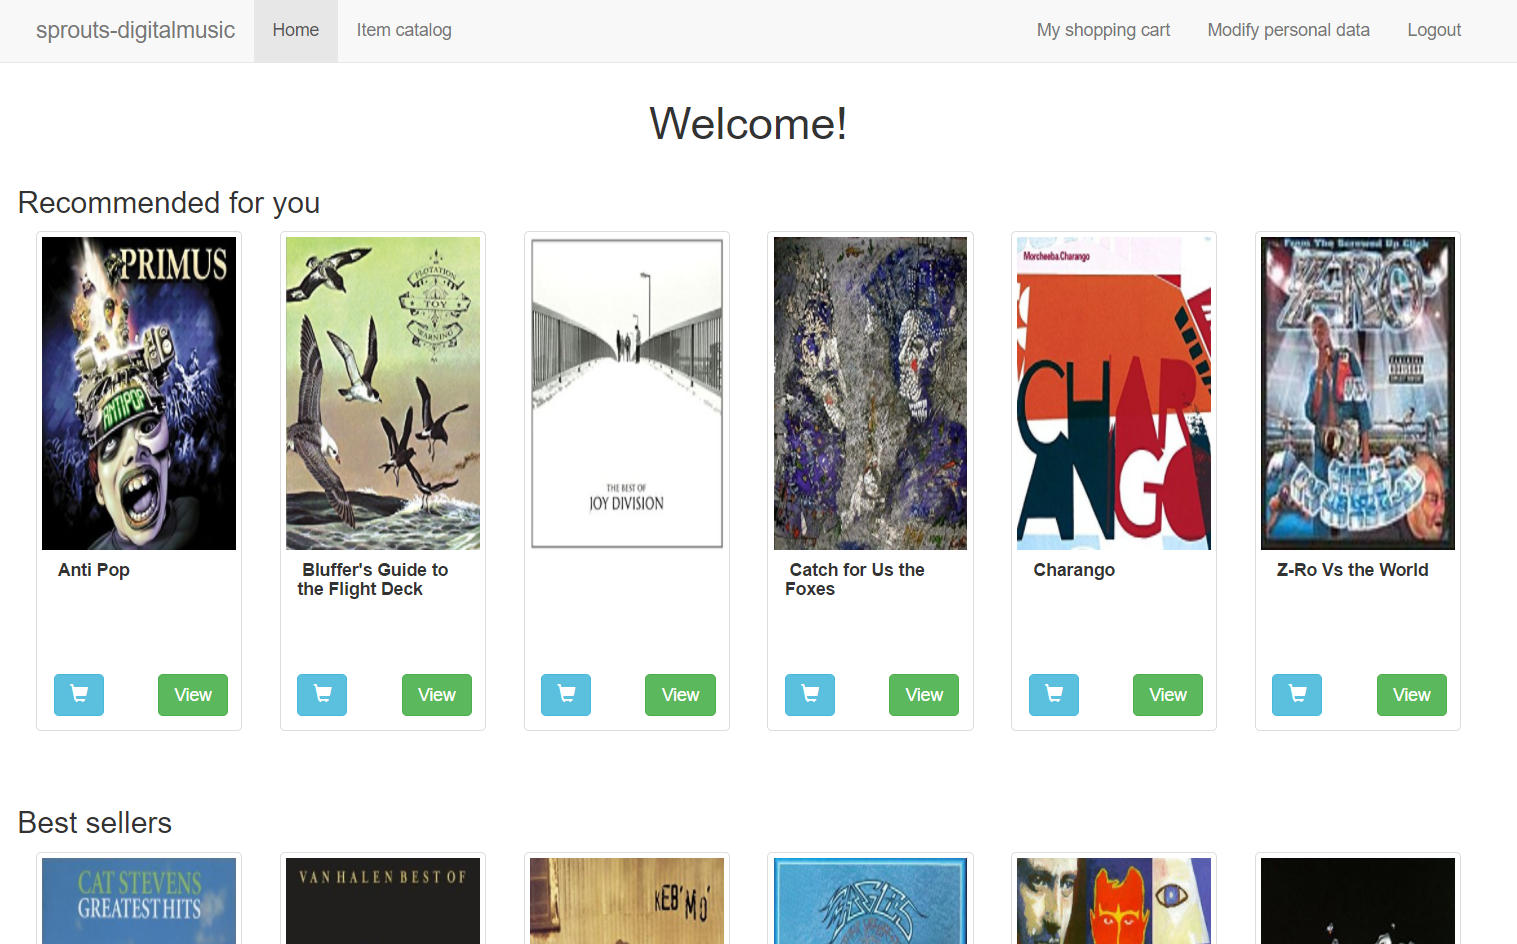 sprouts-digitalmusic Home Item catalog My shopping cart Modify personal data Logout
Welcome!
Recommended for you
PRIMUS
ANTIPOP
FLOTATION
TOY
WARNING
THE BEST OF
JOY DIVISION
Morcheeba.Charango
CHARANGO
From The Screwed Up Click
Z-RO
Anti Pop
Bluffer's Guide to
the Flight Deck
Catch for Us the
Foxes
Charango
Z-Ro Vs the World
View
View
View
View
View
View
Best sellers
CAT STEVENS
GREATEST HITS
VAN HALEN BEST OF
KEB' MO'
EAGLES